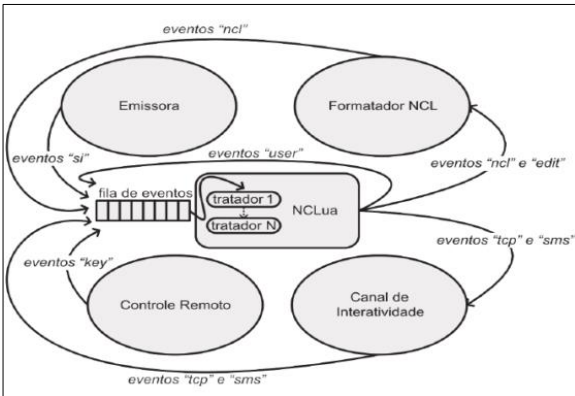 eventos "ncl"
Emissora
Formatador NCL
eventos "si"
eventos "user"
eventos "ncl" e "edit"
fila de eventos
tratador 1
NCLua
tratador N
eventos "tcp" e "sms"
eventos "key"
Controle Remoto
Canal de
Interatividade
eventos "tcp" e "sms"